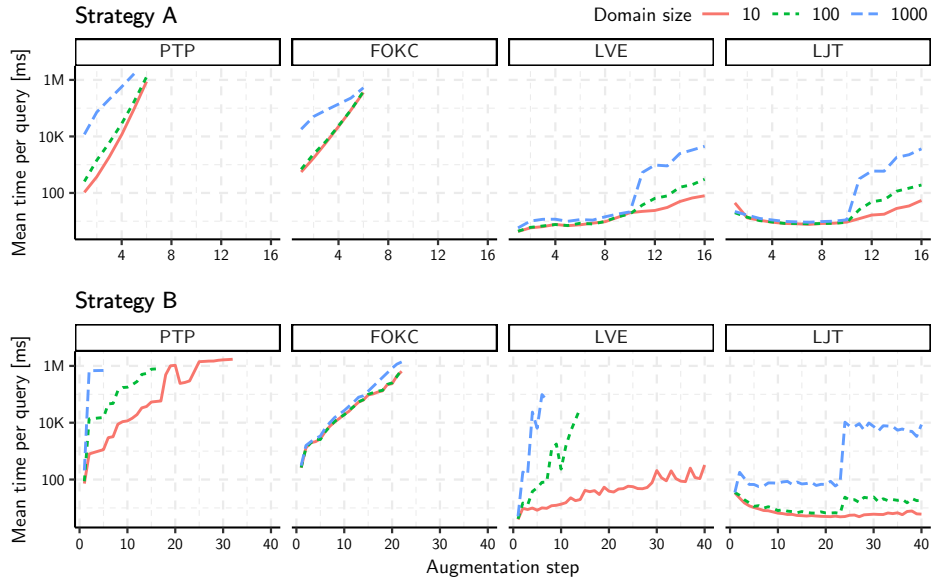 Strategy A
Domain size 10 100 1000
PTP FOKC LVE LJT
Mean time per query [ms]
1M
10K
100
4 8 12 16 4 8 12 16 4 8 12 16 4 8 12 16
Strategy B
PTP FOKC LVE LJT
Mean time per query [ms]
1M
10K
100
0 10 20 30 40 0 10 20 30 40 0 10 20 30 40 0 10 20 30 40
Augmentation step